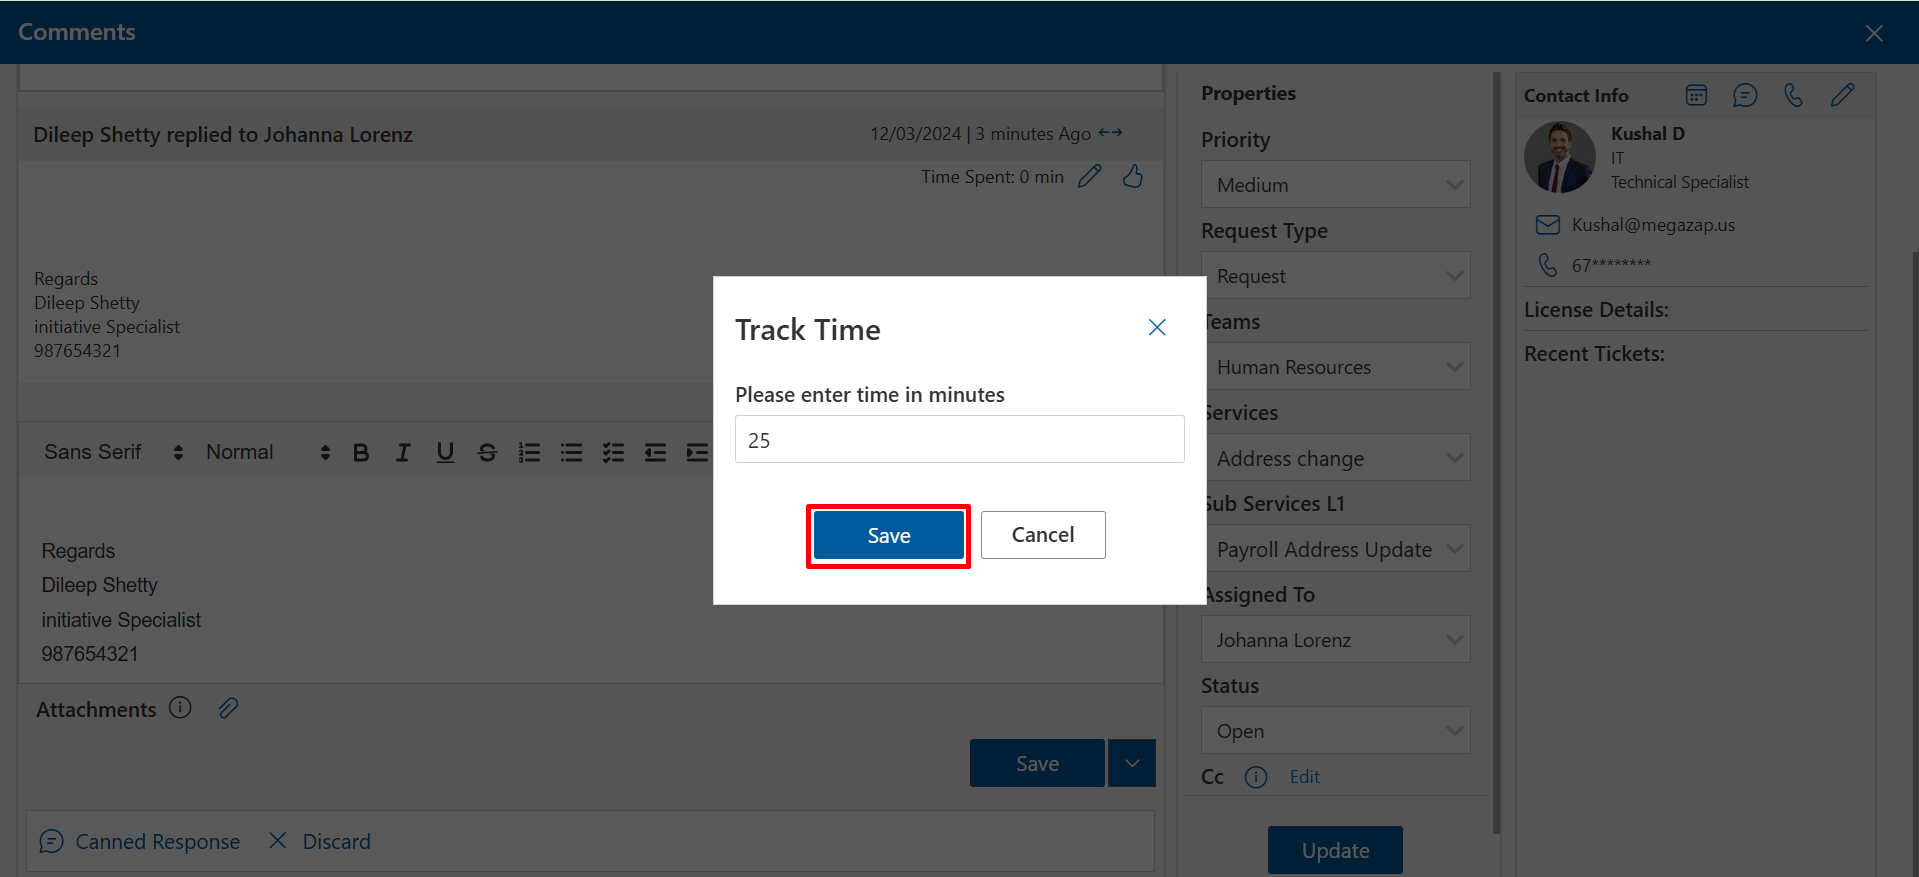 Comments
Dileep Shetty replied to Johanna Lorenz
12/03/2024 | 3 minutes Ago
Time Spent: 0 min
Regards
Dileep Shetty
initiative Specialist
987654321
Sans Serif Normal
Regards
Dileep Shetty
initiative Specialist
987654321
Attachments
Save
Canned Response Discard
Track Time
Please enter time in minutes
25
Save Cancel
Properties
Priority
Medium
Request Type
Request
Teams
Human Resources
Services
Address change
Sub Services L1
Payroll Address Update
Assigned To
Johanna Lorenz
Status
Open
Cc Edit
Update
Contact Info
Kushal D
IT
Technical Specialist
Kushal@megazap.us
67********
License Details:
Recent Tickets: